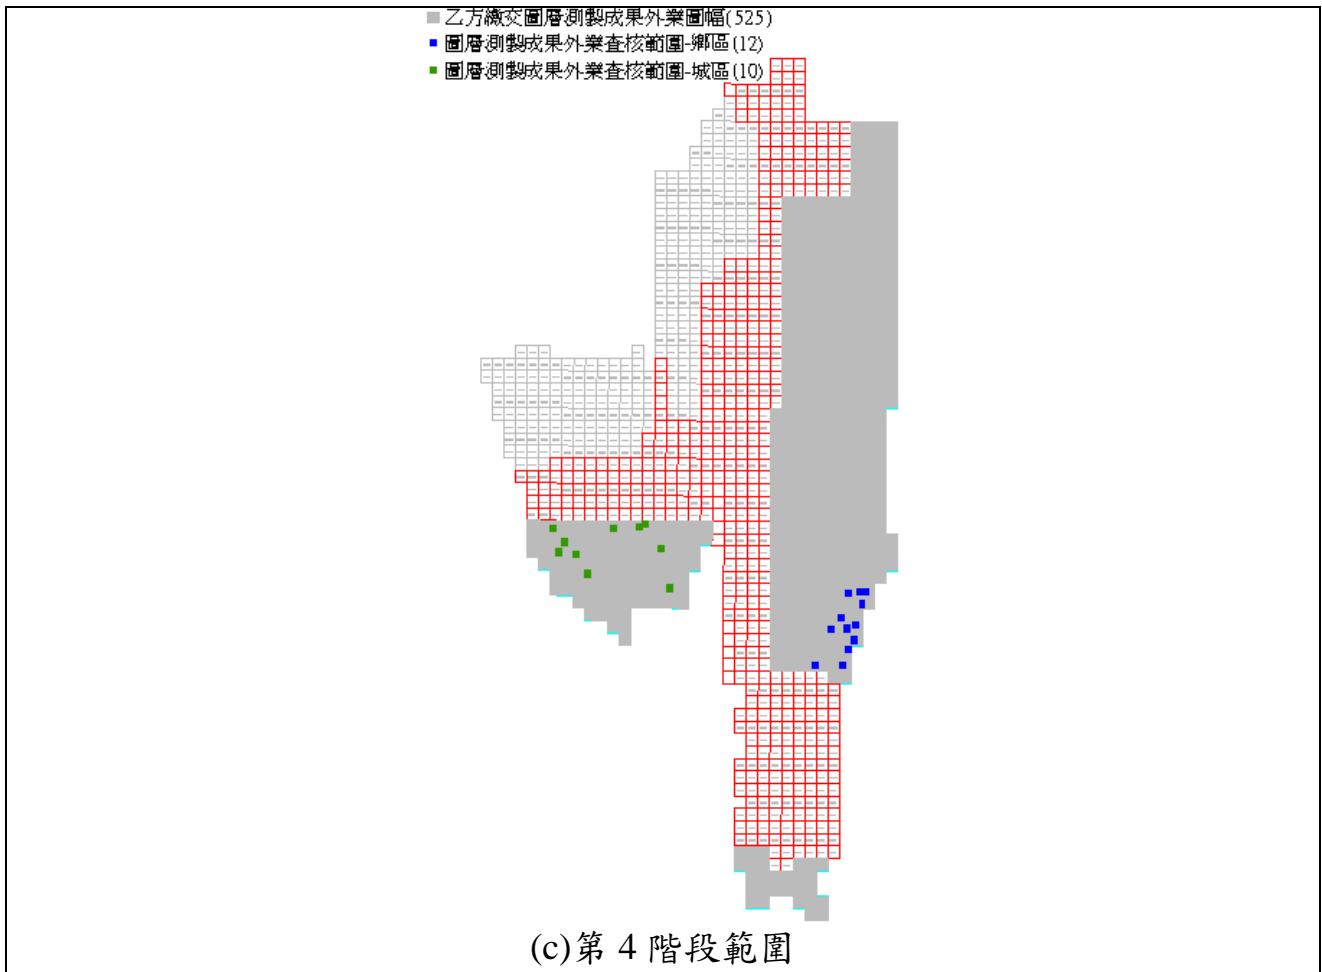 乙方繳交圖層測製成果外業圖幅(525)
圖層測製成果外業查核範圍-鄉區(12)
圖層測製成果外業查核範圍-城區(10)
(c)第 4 階段範圍